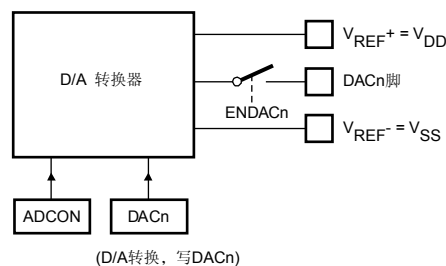 V_REF+ = V_DD
D/A 转换器
DACn脚
ENDACn
V_REF- = V_SS
ADCON
DACn
(D/A转换，写DACn)